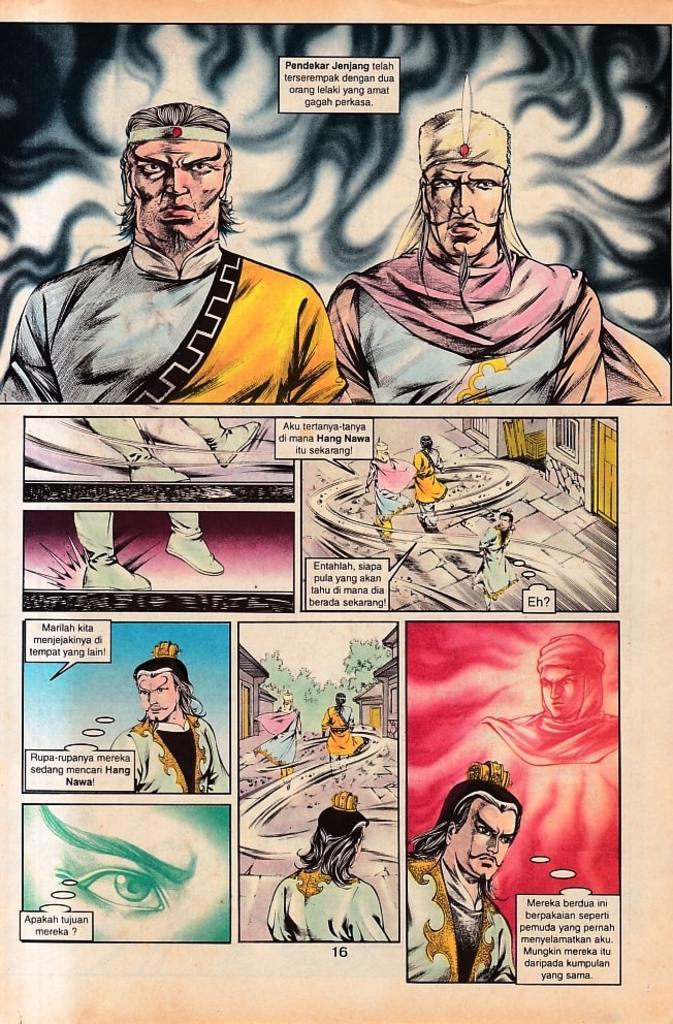 Pendekar Jenjang telah
terserempak dengan dua
orang lelaki yang amat
gagah perkasa.
Aku tertanya-tanya
di mana Hang Nawa
itu sekarang!
Entahlah, siapa
pula yang akan
tahu di mana dia
berada sekarang!
Eh?
Marilah kita
menjejakinya di
tempat yang lain!
Rupa-rupanya mereka
sedang mencari Hang
Nawa!
Apakah tujuan
mereka ?
Mereka berdua ini
berpakaian seperti
pemuda yang pernah
menyelamatkan aku.
Mungkin mereka itu
daripada kumpulan
yang sama.
16